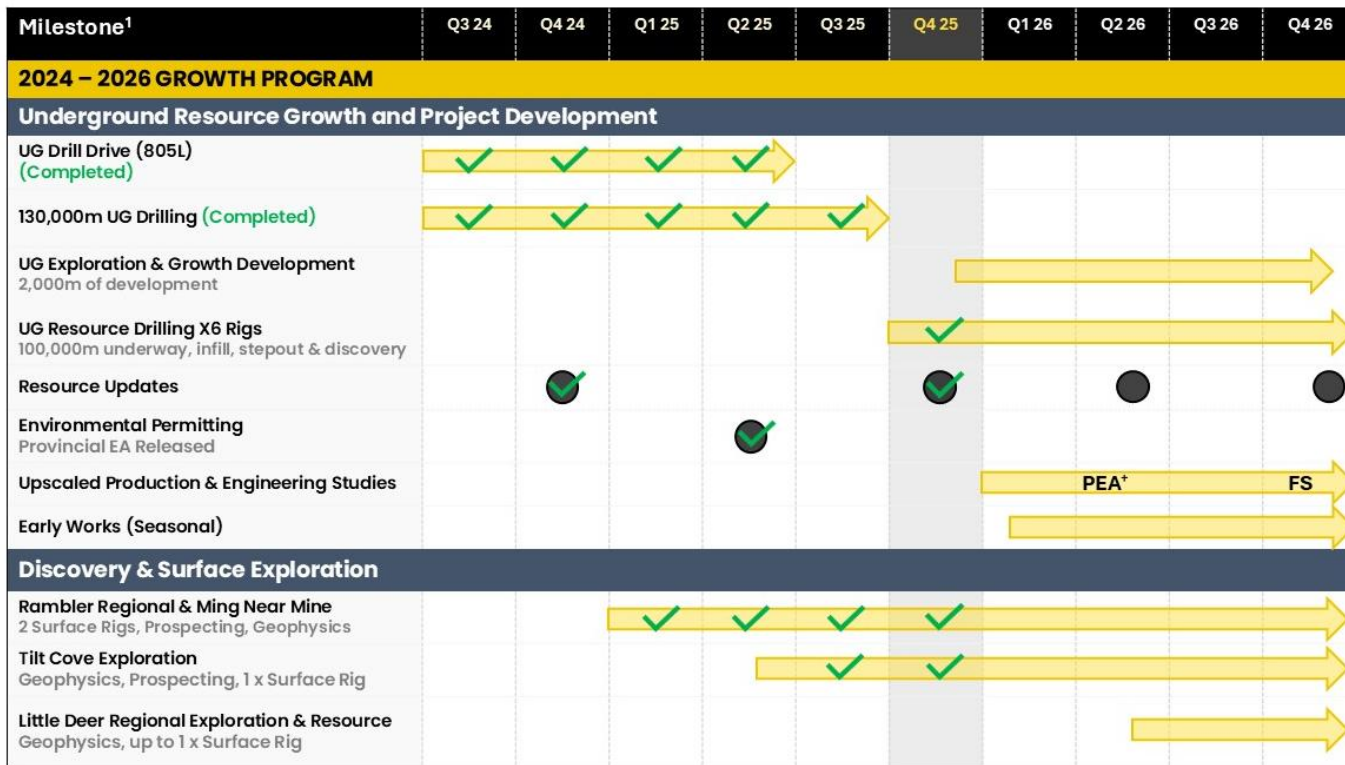 Milestone¹ Q3 24 Q4 24 Q1 25 Q2 25 Q3 25 Q4 25 Q1 26 Q2 26 Q3 26 Q4 26
2024 – 2026 GROWTH PROGRAM
Underground Resource Growth and Project Development
UG Drill Drive (805L)
(Completed)
130,000m UG Drilling (Completed)
UG Exploration & Growth Development
2,000m of development
UG Resource Drilling X6 Rigs
100,000m underway, infill, stepout & discovery
Resource Updates
Environmental Permitting
Provincial EA Released
Upscaled Production & Engineering Studies PEA⁺ FS
Early Works (Seasonal)
Discovery & Surface Exploration
Rambler Regional & Ming Near Mine
2 Surface Rigs, Prospecting, Geophysics
Tilt Cove Exploration
Geophysics, Prospecting, 1 x Surface Rig
Little Deer Regional Exploration & Resource
Geophysics, up to 1 x Surface Rig